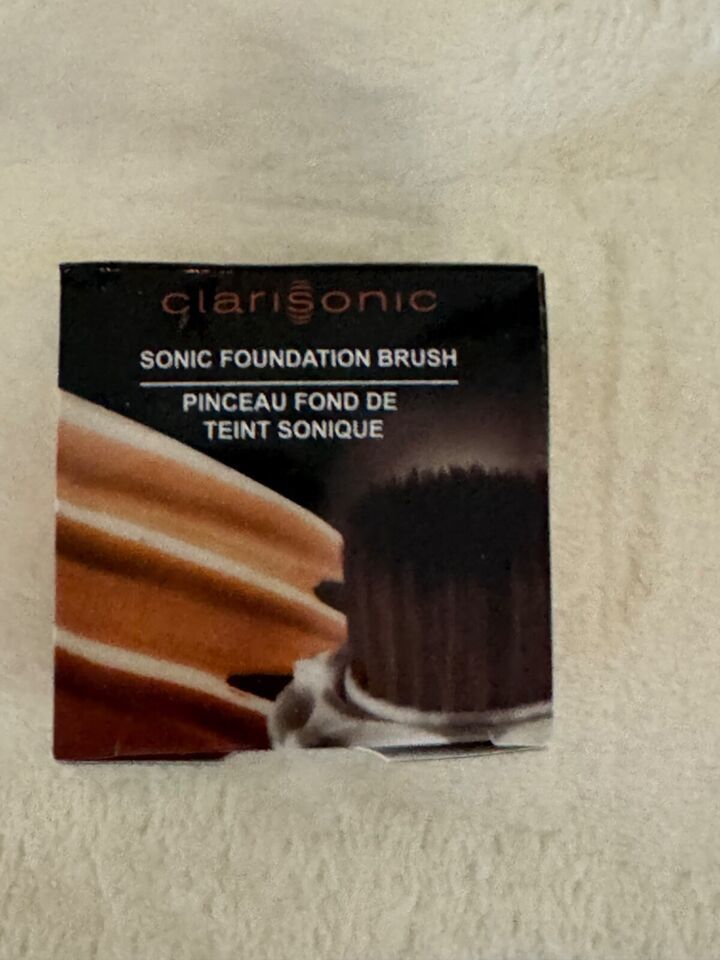 clarisonic
SONIC FOUNDATION BRUSH
PINCEAU FOND DE
TEINT SONIQUE